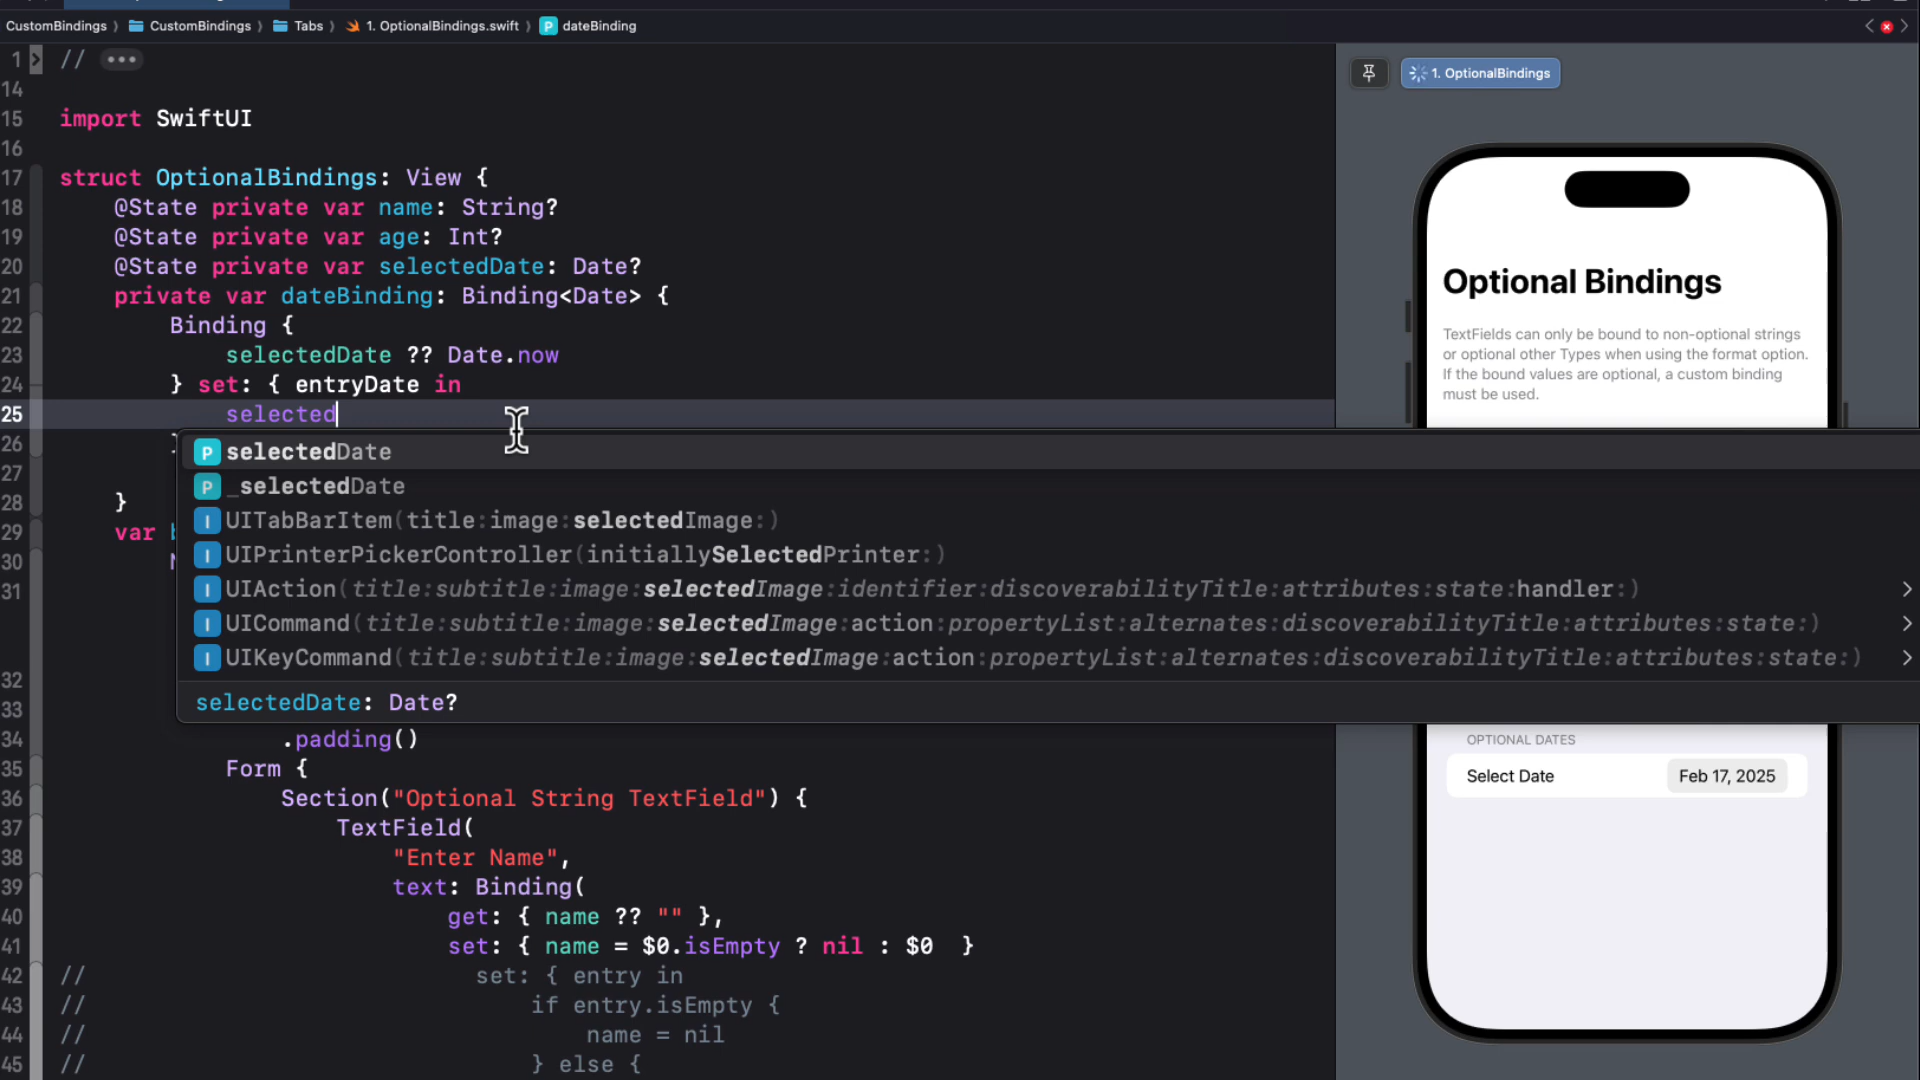 CustomBindings › CustomBindings › Tabs › 1. OptionalBindings.swift › P dateBinding
1 // •••
14
15 import SwiftUI
16
17 struct OptionalBindings: View {
18 @State private var name: String?
19 @State private var age: Int?
20 @State private var selectedDate: Date?
21 private var dateBinding: Binding<Date> {
22 Binding {
23 selectedDate ?? Date.now
24 } set: { entryDate in
25 selected
26
27
28 }
29 var
30
31
P selectedDate
P _selectedDate
I UITabBarItem(title:image:selectedImage:)
I UIPrinterPickerController(initiallySelectedPrinter:)
I UIAction(title:subtitle:image:selectedImage:identifier:discoverabilityTitle:attributes:state:handler:)
I UICommand(title:subtitle:image:selectedImage:action:propertyList:alternates:discoverabilityTitle:attributes:state:)
I UIKeyCommand(title:subtitle:image:selectedImage:action:propertyList:alternates:discoverabilityTitle:attributes:state:)
selectedDate: Date?
32
33
34 .padding()
35 Form {
36 Section("Optional String TextField") {
37 TextField(
38 "Enter Name",
39 text: Binding(
40 get: { name ?? "" },
41 set: { name = $0.isEmpty ? nil : $0 }
42 // set: { entry in
43 // if entry.isEmpty {
44 // name = nil
45 // } else {
1. OptionalBindings
Optional Bindings
TextFields can only be bound to non-optional strings
or optional other Types when using the format option.
If the bound values are optional, a custom binding
must be used.
OPTIONAL DATES
Select Date Feb 17, 2025